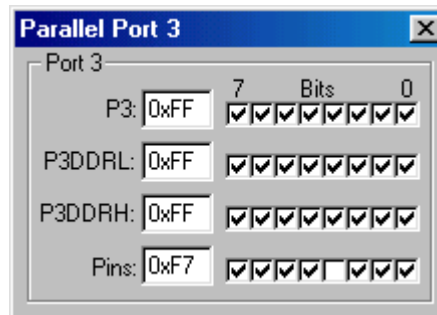 Parallel Port 3
Port 3
7 Bits 0
P3: 0xFF
P3DDRL: 0xFF
P3DDRH: 0xFF
Pins: 0xF7